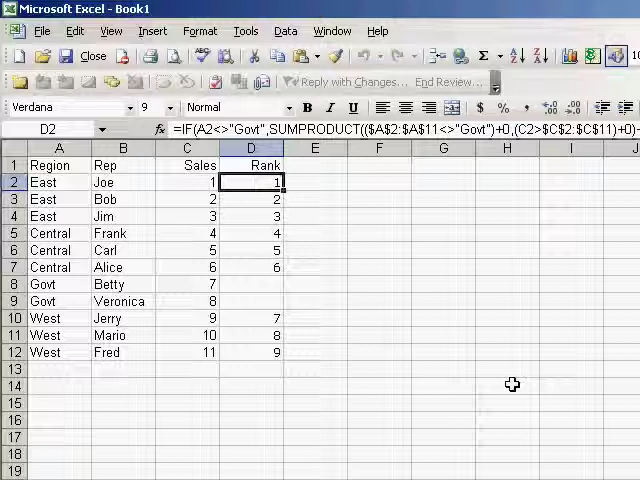 Microsoft Excel - Book1
File Edit View Insert Format Tools Data Window Help
Close Σ 10
Reply with Changes... End Review...
Verdana 9 Normal B I U $ % ,
D2 fx =IF(A2<>"Govt",SUMPRODUCT(($A$2:$A$11<>"Govt")+0,(C2>$C$2:$C$11)+0)-
A B C D E F G H I J
1 Region Rep Sales Rank
2 East Joe 1 1
3 East Bob 2 2
4 East Jim 3 3
5 Central Frank 4 4
6 Central Carl 5 5
7 Central Alice 6 6
8 Govt Betty 7
9 Govt Veronica 8
10 West Jerry 9 7
11 West Mario 10 8
12 West Fred 11 9
13
14
15
16
17
18
19